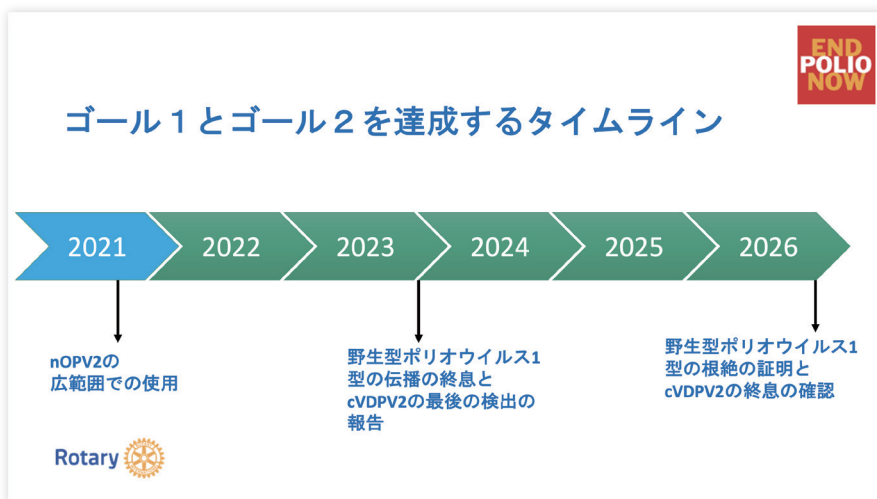 END
POLIO
NOW
ゴール1とゴール2を達成するタイムライン
2021
2022
2023
2024
2025
2026
nOPV2の
広範囲での使用
野生型ポリオウイルス1
型の伝播の終息と
cVDPV2の最後の検出の
報告
野生型ポリオウイルス1
型の根絶の証明と
cVDPV2の終息の確認
Rotary